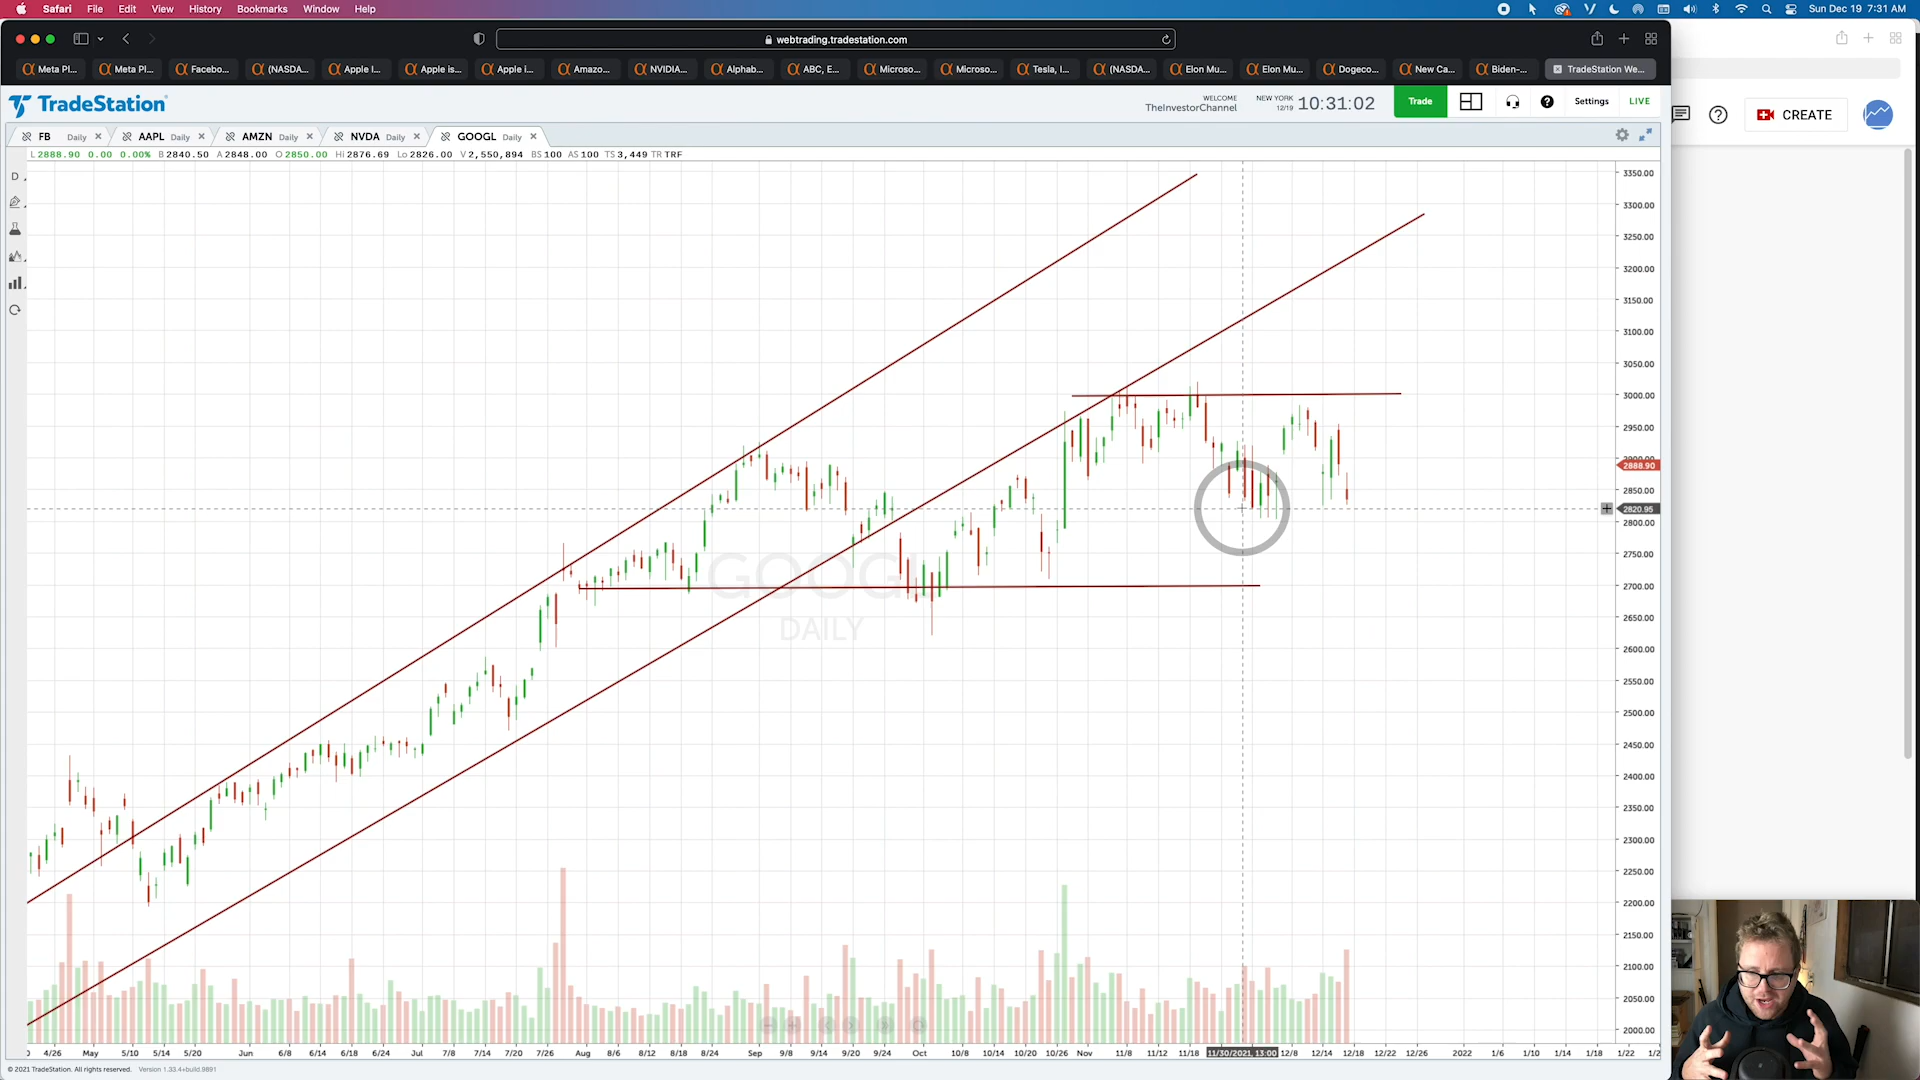 Safari File Edit View History Bookmarks Window Help Sun Dec 19 7:31 AM
webtrading.tradestation.com
Meta Pl... Meta Pl... Facebo... (NASDA... Apple I... Apple is... Apple i... Amazo... NVIDIA... Alphab... ABC, E... Microso... Microso... Tesla, I... (NASDA... Elon Mu... Elon Mu... Dogeco... New Ca... Biden-... TradeStation We...
TradeStation
WELCOME
TheInvestorChannel
NEW YORK
12/19
10:31:02
Trade
Settings
LIVE
CREATE
FB Daily AAPL Daily AMZN Daily NVDA Daily GOOGL Daily
L 2888.90 0.00 0.00% B 2840.50 A 2848.00 O 2850.00 Hi 2876.69 Lo 2826.00 V 2,550,894 BS 100 AS 100 TS 3,449 TR TRF
D
GOOGL
DAILY
3350.00
3300.00
3250.00
3200.00
3150.00
3100.00
3050.00
3000.00
2950.00
2900.00
2888.90
2850.00
2820.95
2800.00
2750.00
2700.00
2650.00
2600.00
2550.00
2500.00
2450.00
2400.00
2350.00
2300.00
2250.00
2200.00
2150.00
2100.00
2050.00
2000.00
4/26 May 5/10 5/14 5/20 Jun 6/8 6/14 6/18 6/24 Jul 7/8 7/14 7/20 7/26 Aug 8/6 8/12 8/18 8/24 Sep 9/8 9/14 9/20 9/24 Oct 10/8 10/14 10/20 10/26 Nov 11/8 11/12 11/18 11/30/2021, 13:00 12/8 12/14 12/18 12/22 12/26 2022 1/6 1/10 1/14 1/18 1/22
© 2021 TradeStation. All rights reserved. Version 1.33.4+build.9891